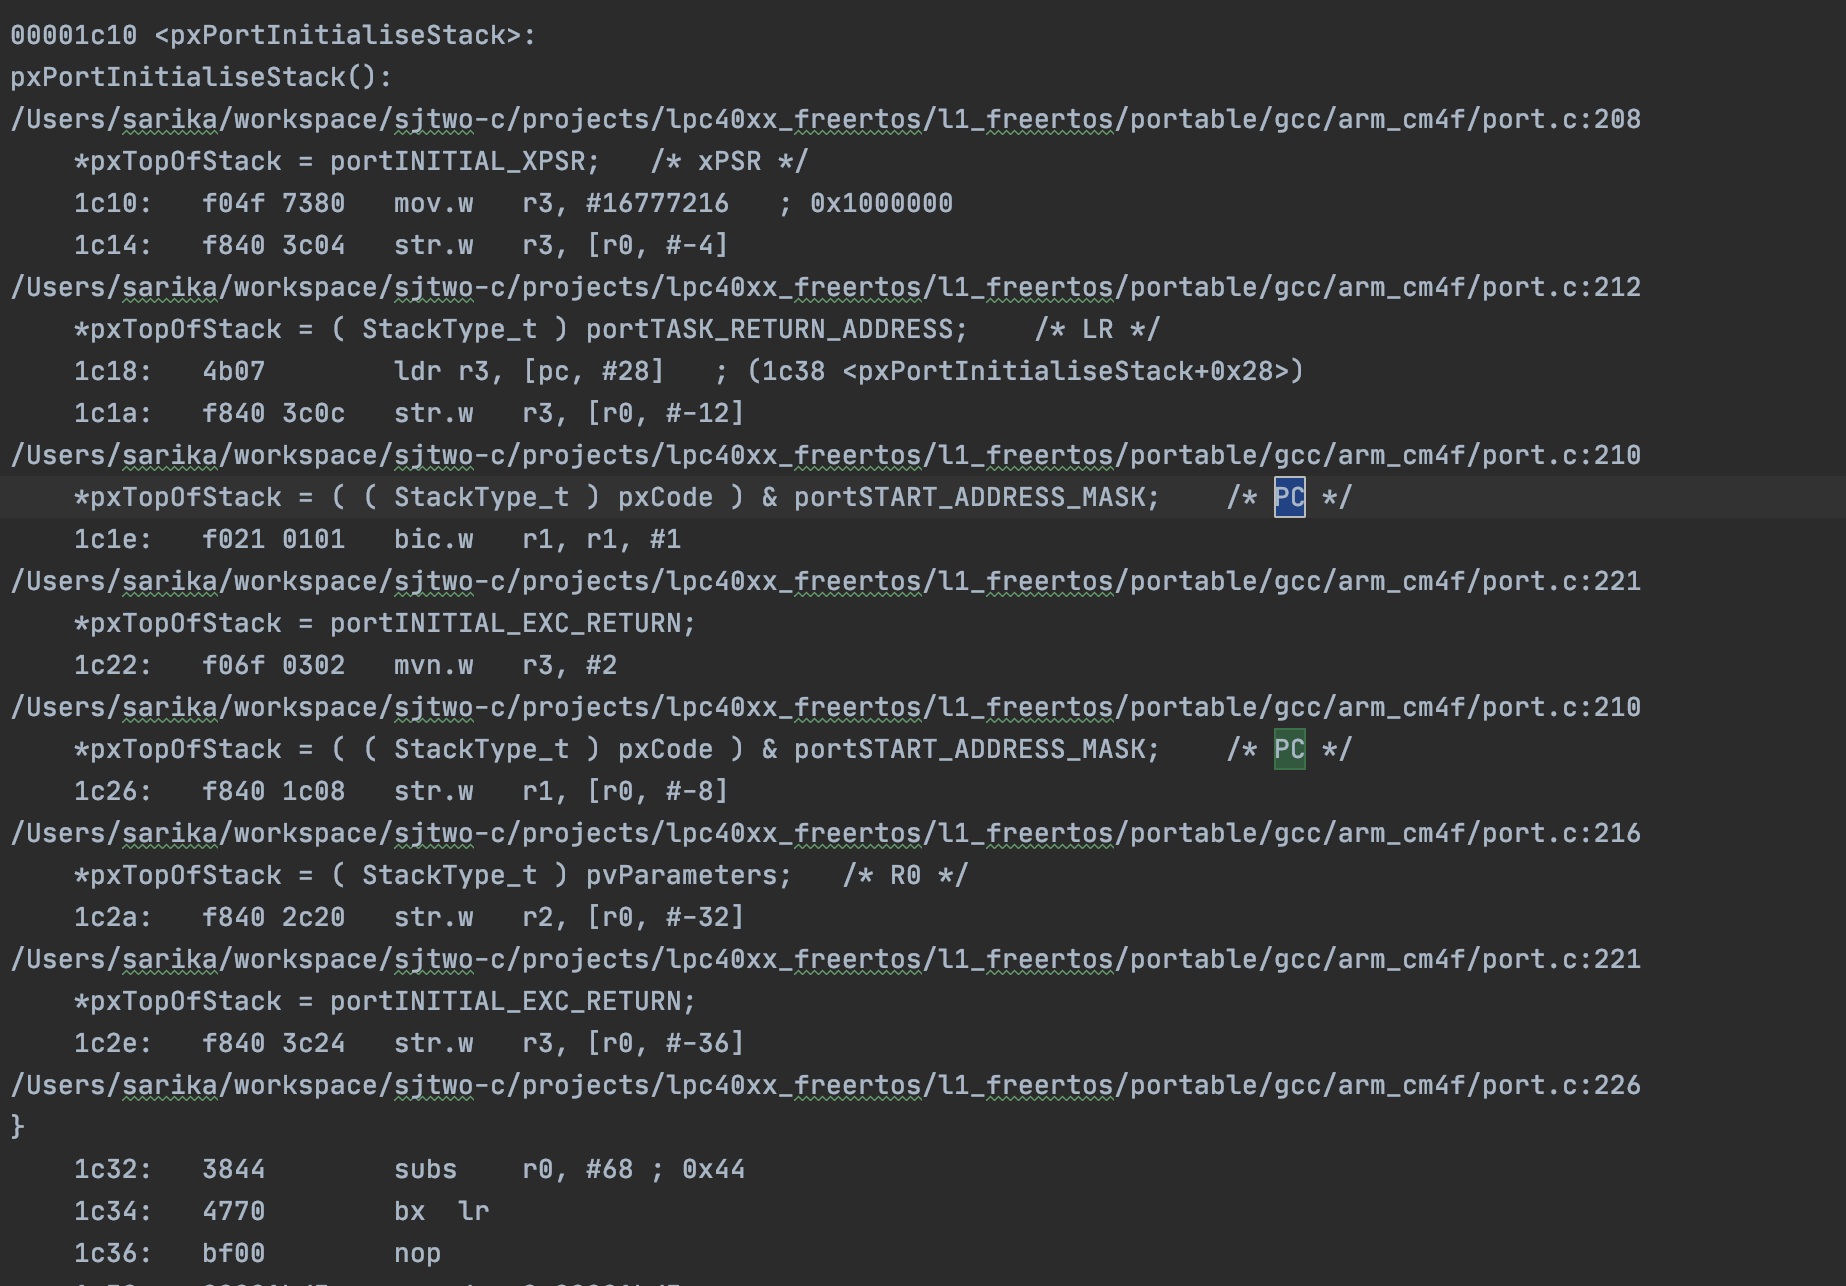 00001c10 <pxPortInitialiseStack>:
pxPortInitialiseStack():
/Users/sarika/workspace/sjtwo-c/projects/lpc40xx_freertos/l1_freertos/portable/gcc/arm_cm4f/port.c:208
    *pxTopOfStack = portINITIAL_XPSR;   /* xPSR */
    1c10:   f04f 7380   mov.w   r3, #16777216   ; 0x1000000
    1c14:   f840 3c04   str.w   r3, [r0, #-4]
/Users/sarika/workspace/sjtwo-c/projects/lpc40xx_freertos/l1_freertos/portable/gcc/arm_cm4f/port.c:212
    *pxTopOfStack = ( StackType_t ) portTASK_RETURN_ADDRESS;    /* LR */
    1c18:   4b07        ldr r3, [pc, #28]   ; (1c38 <pxPortInitialiseStack+0x28>)
    1c1a:   f840 3c0c   str.w   r3, [r0, #-12]
/Users/sarika/workspace/sjtwo-c/projects/lpc40xx_freertos/l1_freertos/portable/gcc/arm_cm4f/port.c:210
    *pxTopOfStack = ( ( StackType_t ) pxCode ) & portSTART_ADDRESS_MASK;    /* PC */
    1c1e:   f021 0101   bic.w   r1, r1, #1
/Users/sarika/workspace/sjtwo-c/projects/lpc40xx_freertos/l1_freertos/portable/gcc/arm_cm4f/port.c:221
    *pxTopOfStack = portINITIAL_EXC_RETURN;
    1c22:   f06f 0302   mvn.w   r3, #2
/Users/sarika/workspace/sjtwo-c/projects/lpc40xx_freertos/l1_freertos/portable/gcc/arm_cm4f/port.c:210
    *pxTopOfStack = ( ( StackType_t ) pxCode ) & portSTART_ADDRESS_MASK;    /* PC */
    1c26:   f840 1c08   str.w   r1, [r0, #-8]
/Users/sarika/workspace/sjtwo-c/projects/lpc40xx_freertos/l1_freertos/portable/gcc/arm_cm4f/port.c:216
    *pxTopOfStack = ( StackType_t ) pvParameters;   /* R0 */
    1c2a:   f840 2c20   str.w   r2, [r0, #-32]
/Users/sarika/workspace/sjtwo-c/projects/lpc40xx_freertos/l1_freertos/portable/gcc/arm_cm4f/port.c:221
    *pxTopOfStack = portINITIAL_EXC_RETURN;
    1c2e:   f840 3c24   str.w   r3, [r0, #-36]
/Users/sarika/workspace/sjtwo-c/projects/lpc40xx_freertos/l1_freertos/portable/gcc/arm_cm4f/port.c:226
}
    1c32:   3844        subs    r0, #68 ; 0x44
    1c34:   4770        bx  lr
    1c36:   bf00        nop